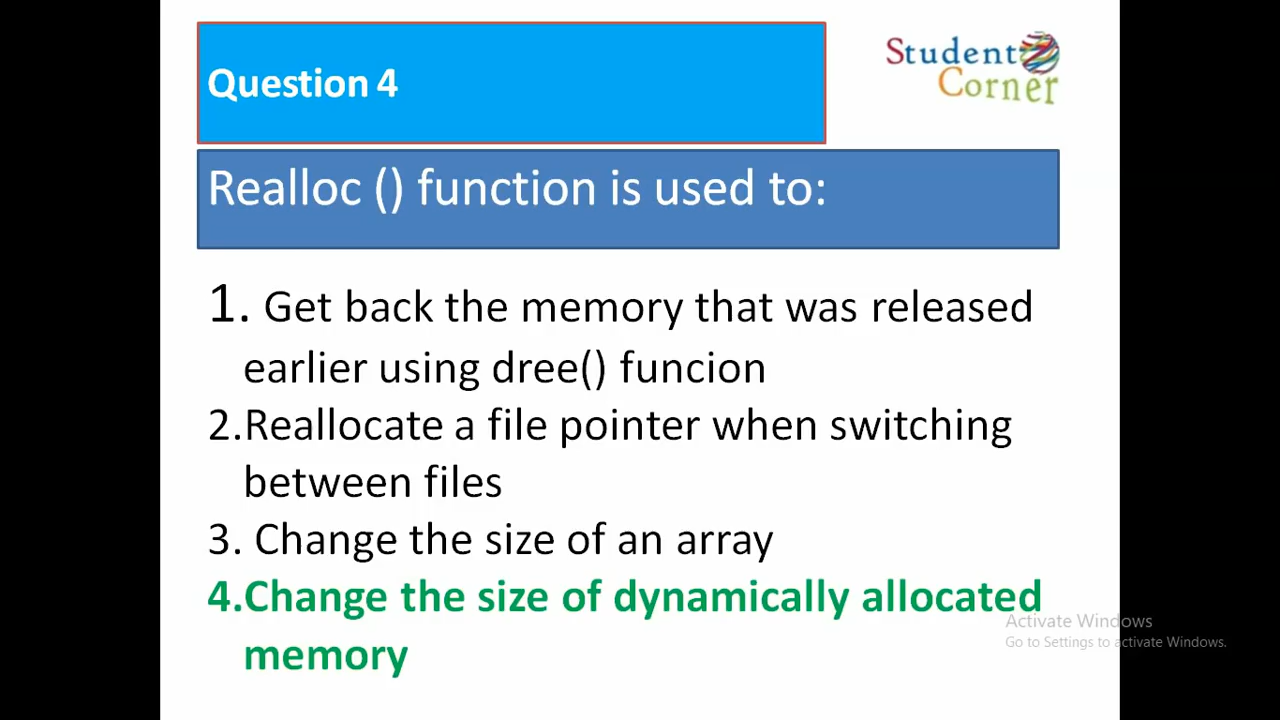 Question 4
Student
Corner
Realloc () function is used to:
1. Get back the memory that was released
earlier using dree() funcion
2.Reallocate a file pointer when switching
between files
3. Change the size of an array
4.Change the size of dynamically allocated
memory
Activate Windows
Go to Settings to activate Windows.